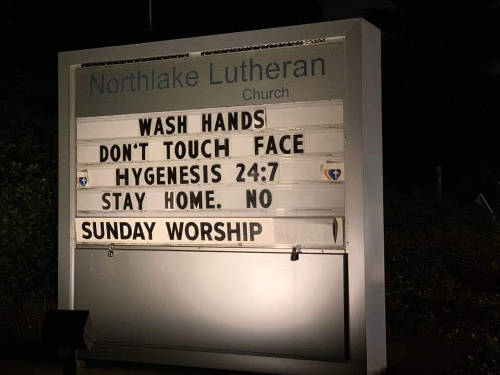 Northlake Lutheran
Church
WASH HANDS
DON'T TOUCH FACE
HYGENESIS 24:7
STAY HOME. NO
SUNDAY WORSHIP